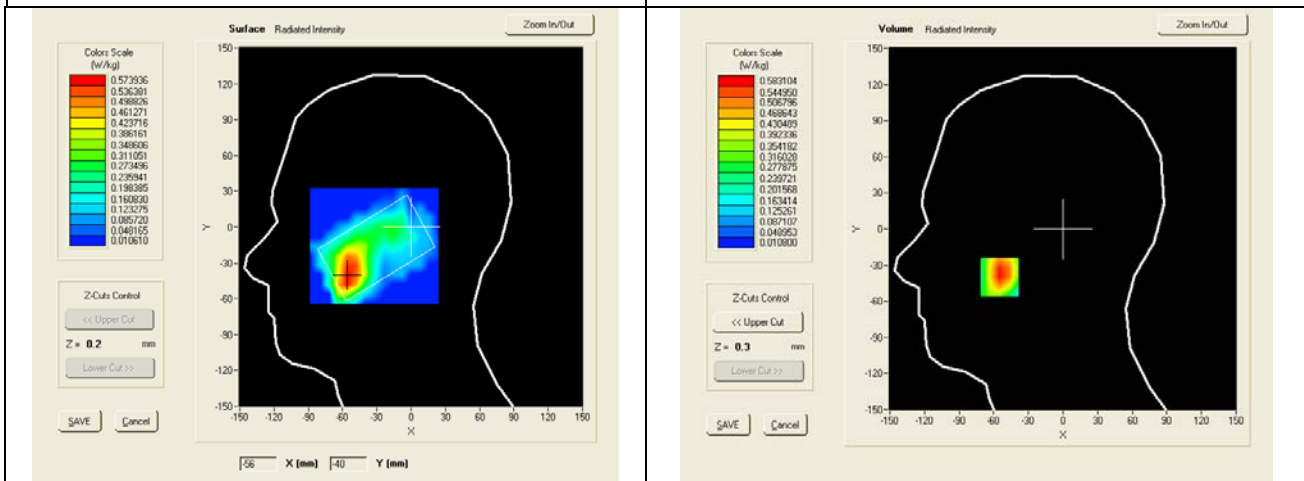 Surface Radiated Intensity
Zoom In/Out
Colors Scale
(W/kg)
0.573936
0.536381
0.498826
0.461271
0.423716
0.386161
0.348606
0.311051
0.273496
0.235941
0.198385
0.160830
0.123275
0.085720
0.048165
0.010610
150
120
90
60
30
0
-30
-60
-90
-120
-150
Y
-150 -120 -90 -60 -30 0 30 60 90 120 150
X
Z-Cuts Control
<< Upper Cut
Z = 0.2 mm
Lower Cut >>
SAVE Cancel
-56 X (mm) -40 Y (mm)
Volume Radiated Intensity
Zoom In/Out
Colors Scale
(W/kg)
0.583104
0.544950
0.506796
0.468643
0.430489
0.392336
0.354182
0.316028
0.277875
0.239721
0.201568
0.163414
0.125261
0.087107
0.048953
0.010800
150
120
90
60
30
0
-30
-60
-90
-120
-150
Y
-150 -120 -90 -60 -30 0 30 60 90 120 150
X
Z-Cuts Control
<< Upper Cut
Z = 0.3 mm
Lower Cut >>
SAVE Cancel